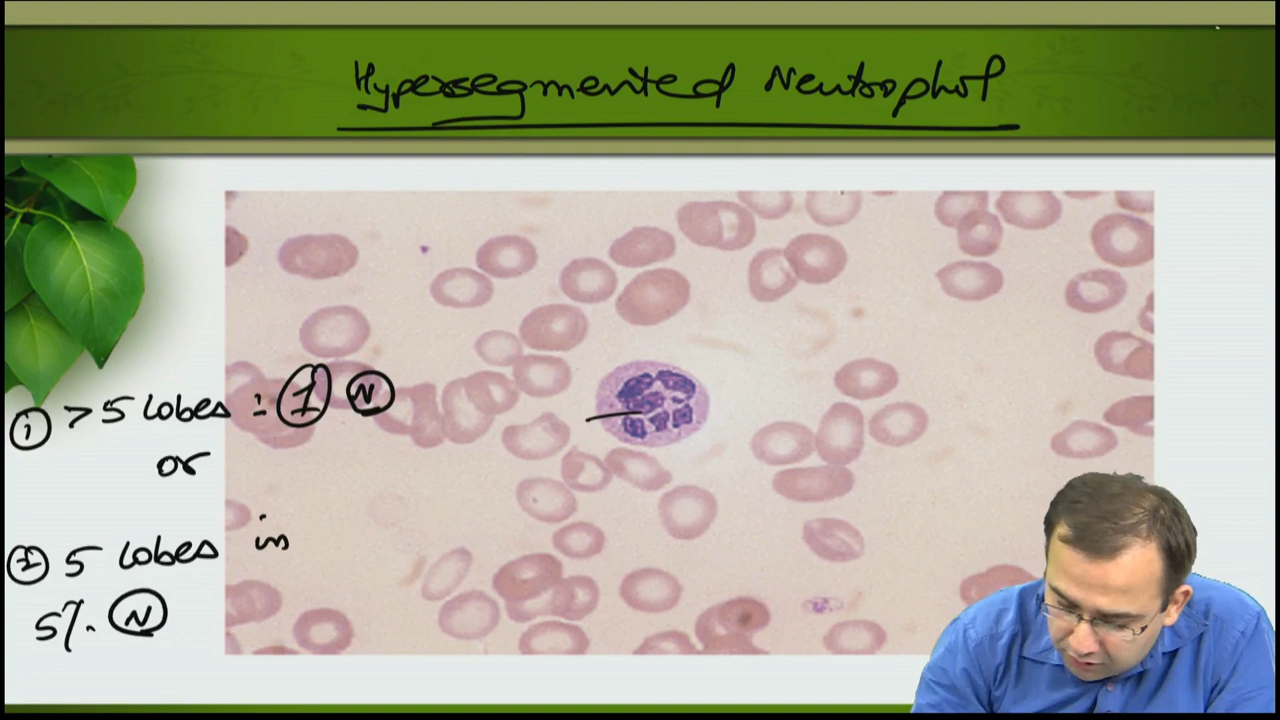 Hypersegmented Neutrophil
① > 5 lobes : ① Ⓝ
or
② 5 lobes in
5%. Ⓝ